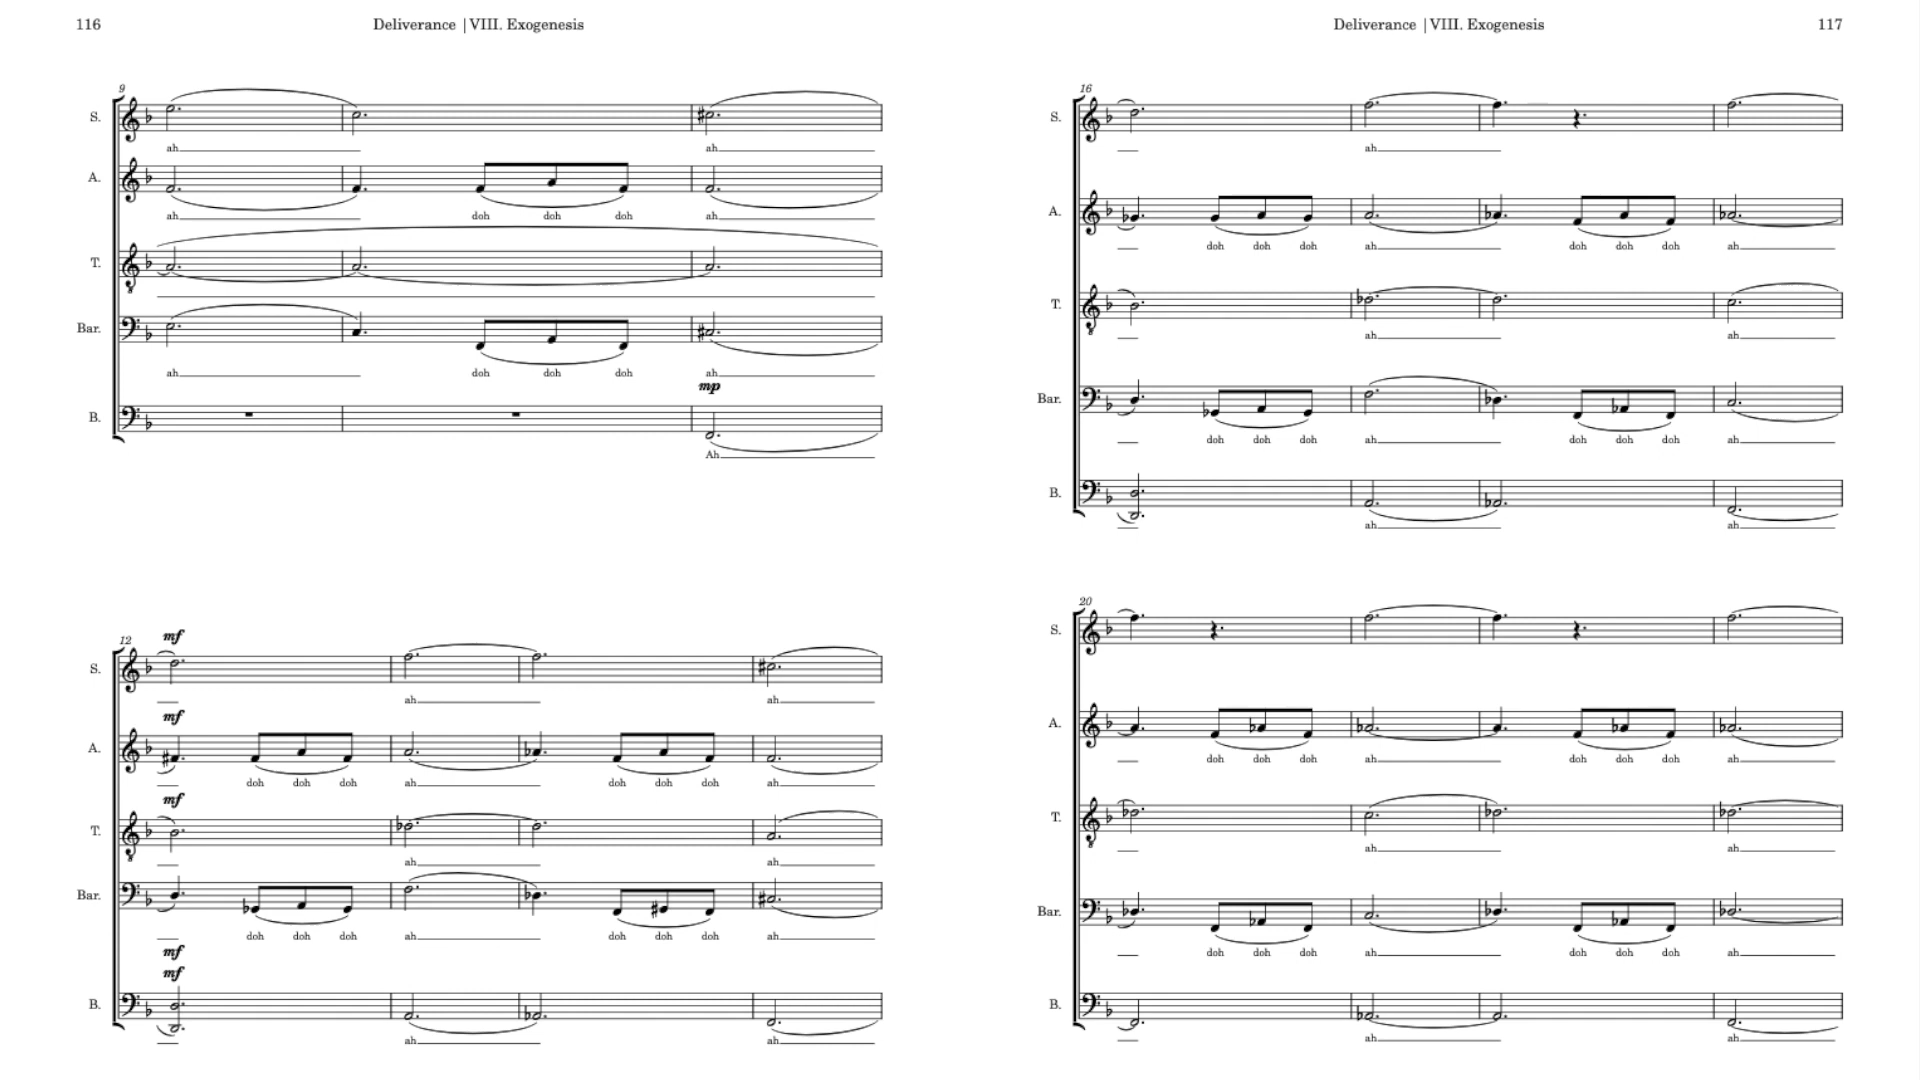 116
Deliverance | VIII. Exogenesis
9
S.
ah
ah
A.
ah doh doh doh ah
T.
Bar.
ah doh doh doh ah
mp
B.
Ah
12
mf
S.
ah ah
mf
A.
doh doh doh ah doh doh doh ah
mf
T.
ah ah
Bar.
doh doh doh ah doh doh doh ah
mf
mf
B.
ah ah
Deliverance | VIII. Exogenesis
117
16
S.
ah ah
A.
doh doh doh ah doh doh doh ah
T.
ah ah
Bar.
doh doh doh ah doh doh doh ah
B.
ah ah
20
S.
A.
doh doh doh ah doh doh doh ah
T.
ah ah
Bar.
doh doh doh ah doh doh doh ah
B.
ah ah